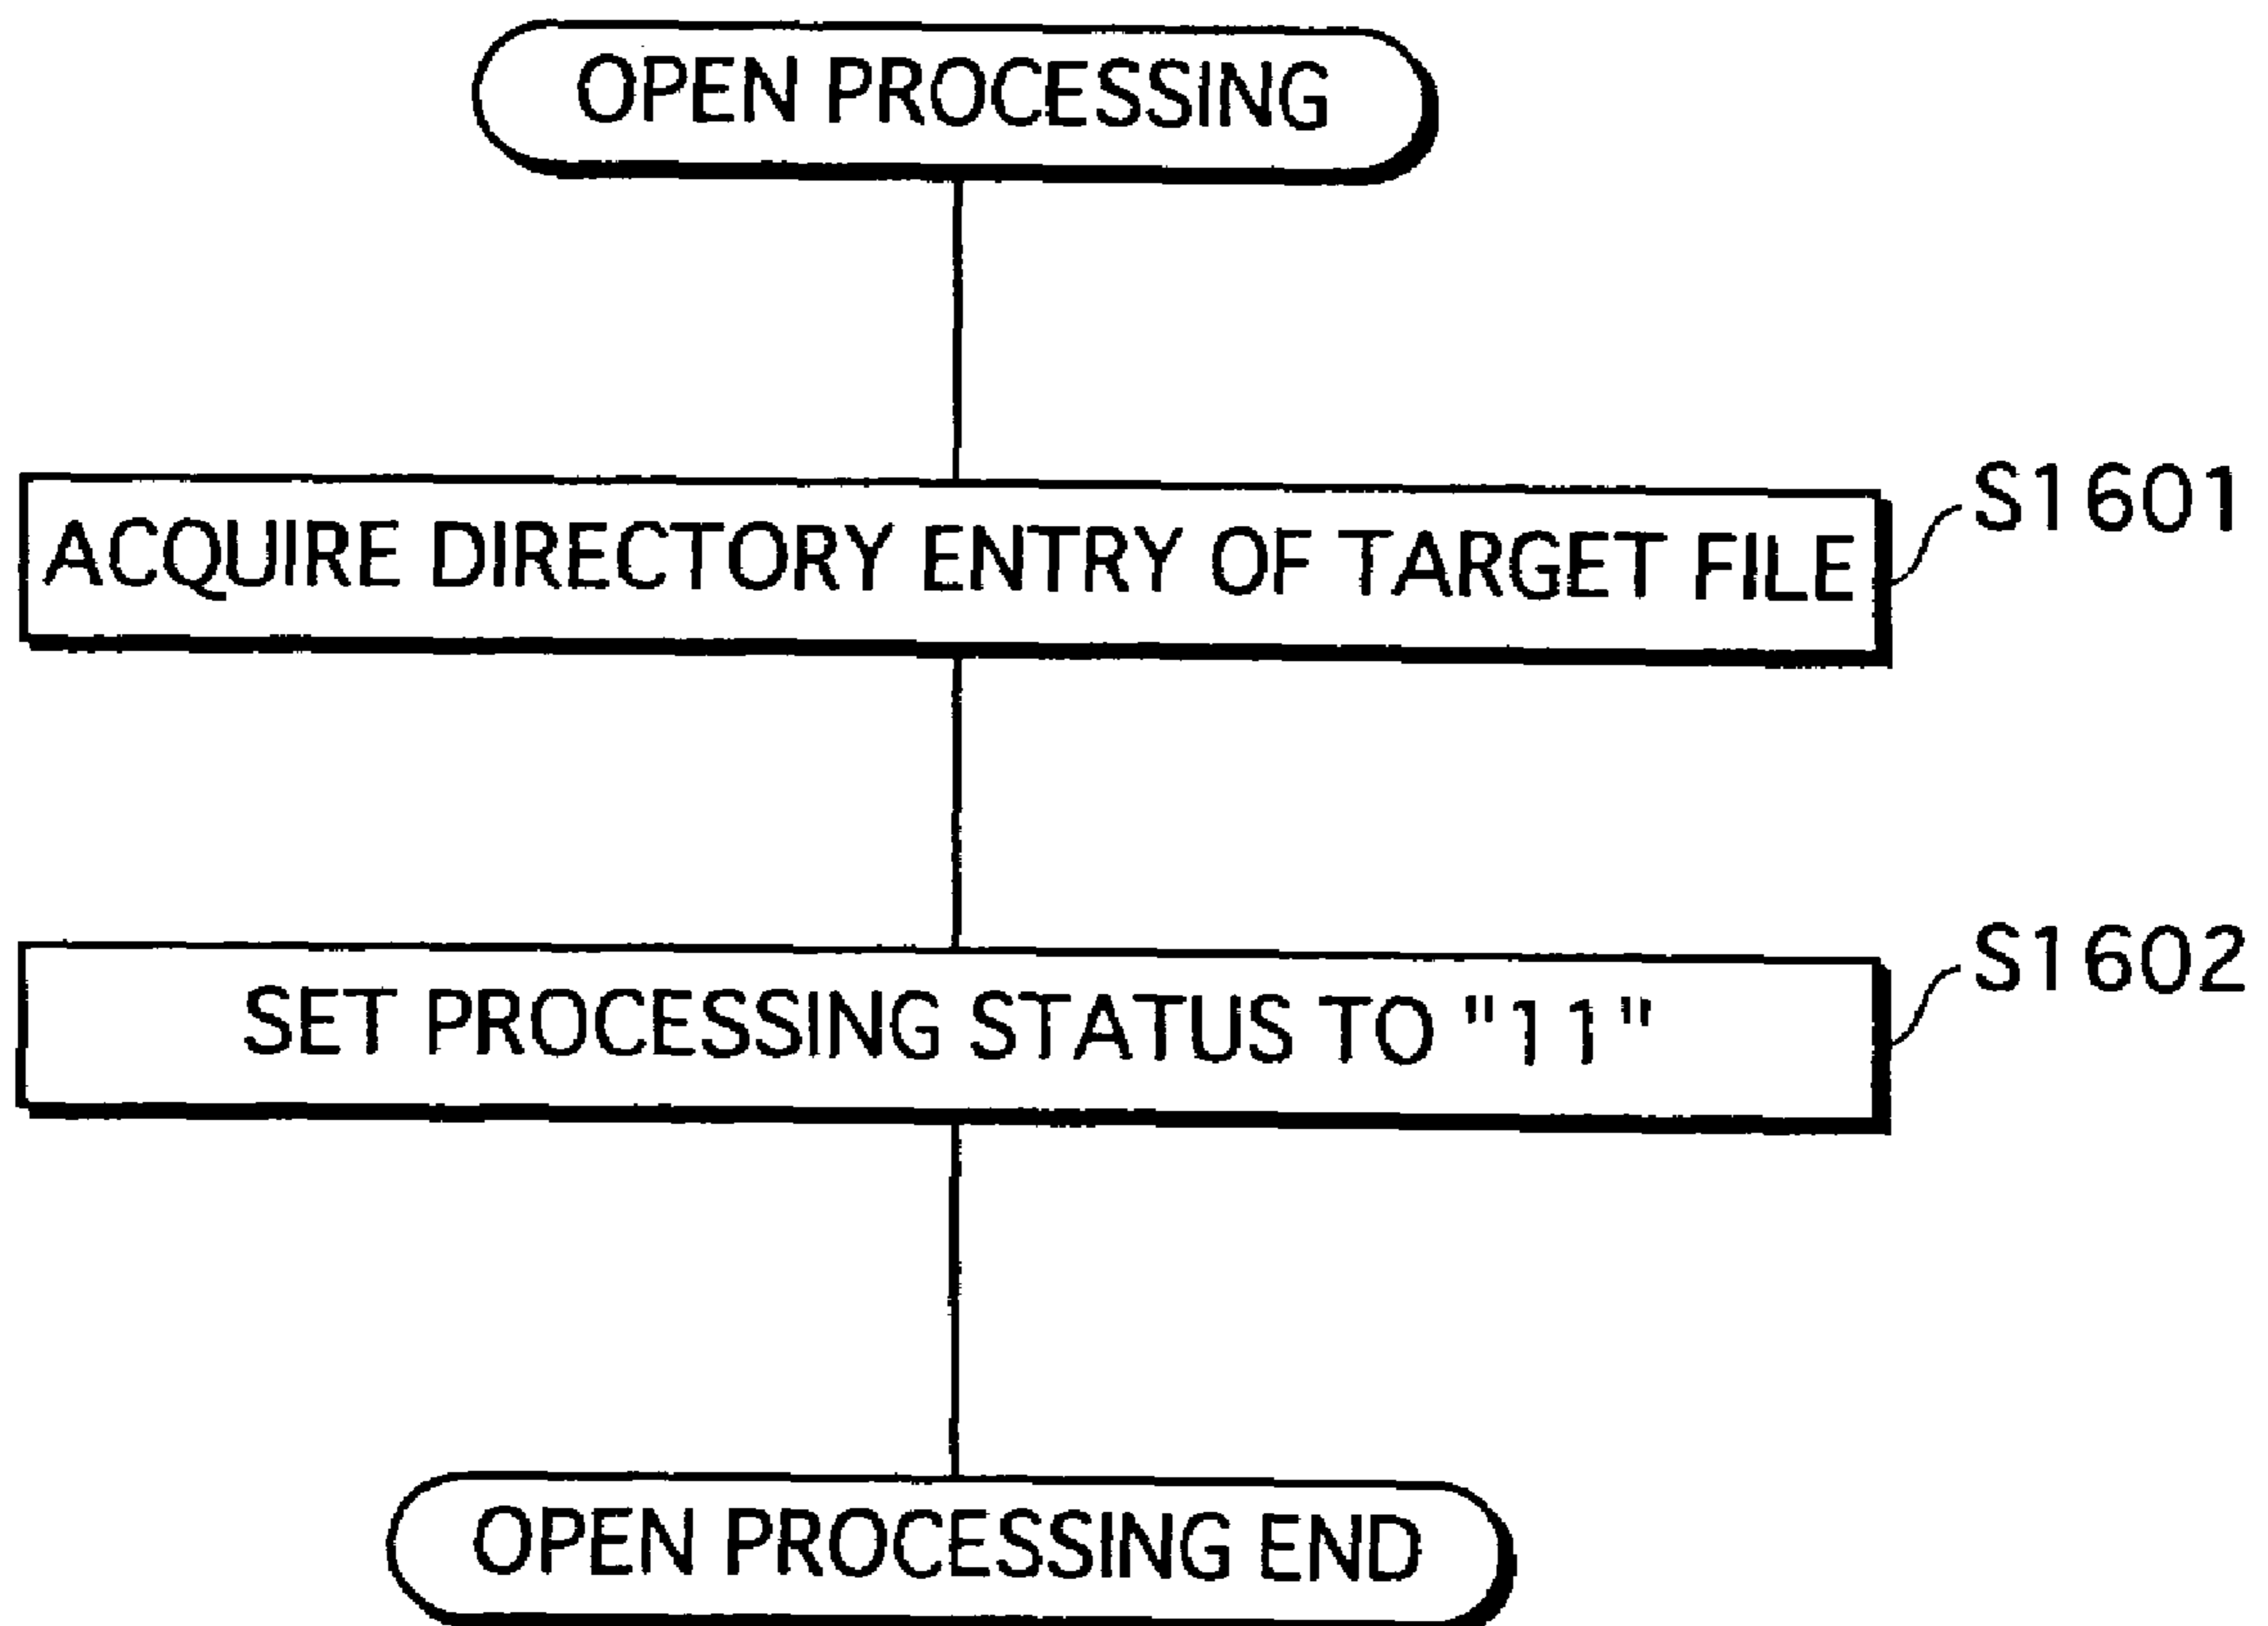 OPEN PROCESSING
S1601
ACQUIRE DIRECTORY ENTRY OF TARGET FILE
S1602
SET PROCESSING STATUS TO "11"
OPEN PROCESSING END